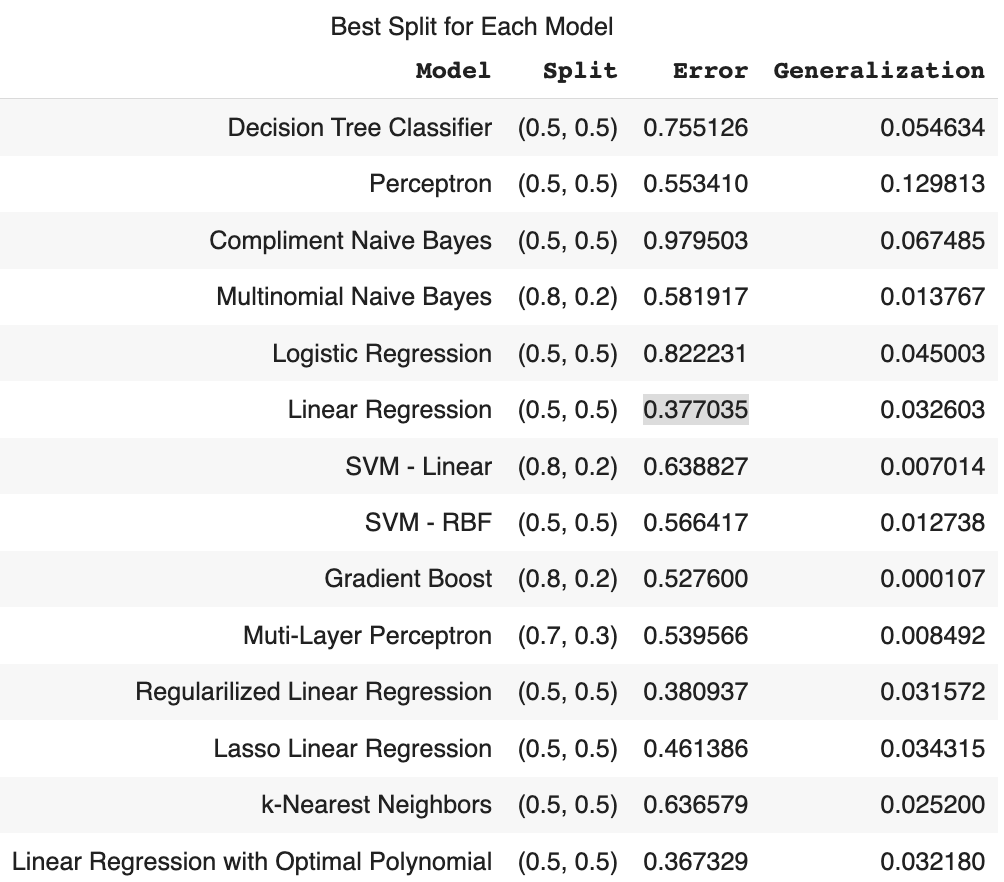 Best Split for Each Model
Model Split Error Generalization
Decision Tree Classifier (0.5, 0.5) 0.755126 0.054634
Perceptron (0.5, 0.5) 0.553410 0.129813
Compliment Naive Bayes (0.5, 0.5) 0.979503 0.067485
Multinomial Naive Bayes (0.8, 0.2) 0.581917 0.013767
Logistic Regression (0.5, 0.5) 0.822231 0.045003
Linear Regression (0.5, 0.5) 0.377035 0.032603
SVM - Linear (0.8, 0.2) 0.638827 0.007014
SVM - RBF (0.5, 0.5) 0.566417 0.012738
Gradient Boost (0.8, 0.2) 0.527600 0.000107
Muti-Layer Perceptron (0.7, 0.3) 0.539566 0.008492
Regularilized Linear Regression (0.5, 0.5) 0.380937 0.031572
Lasso Linear Regression (0.5, 0.5) 0.461386 0.034315
k-Nearest Neighbors (0.5, 0.5) 0.636579 0.025200
Linear Regression with Optimal Polynomial (0.5, 0.5) 0.367329 0.032180